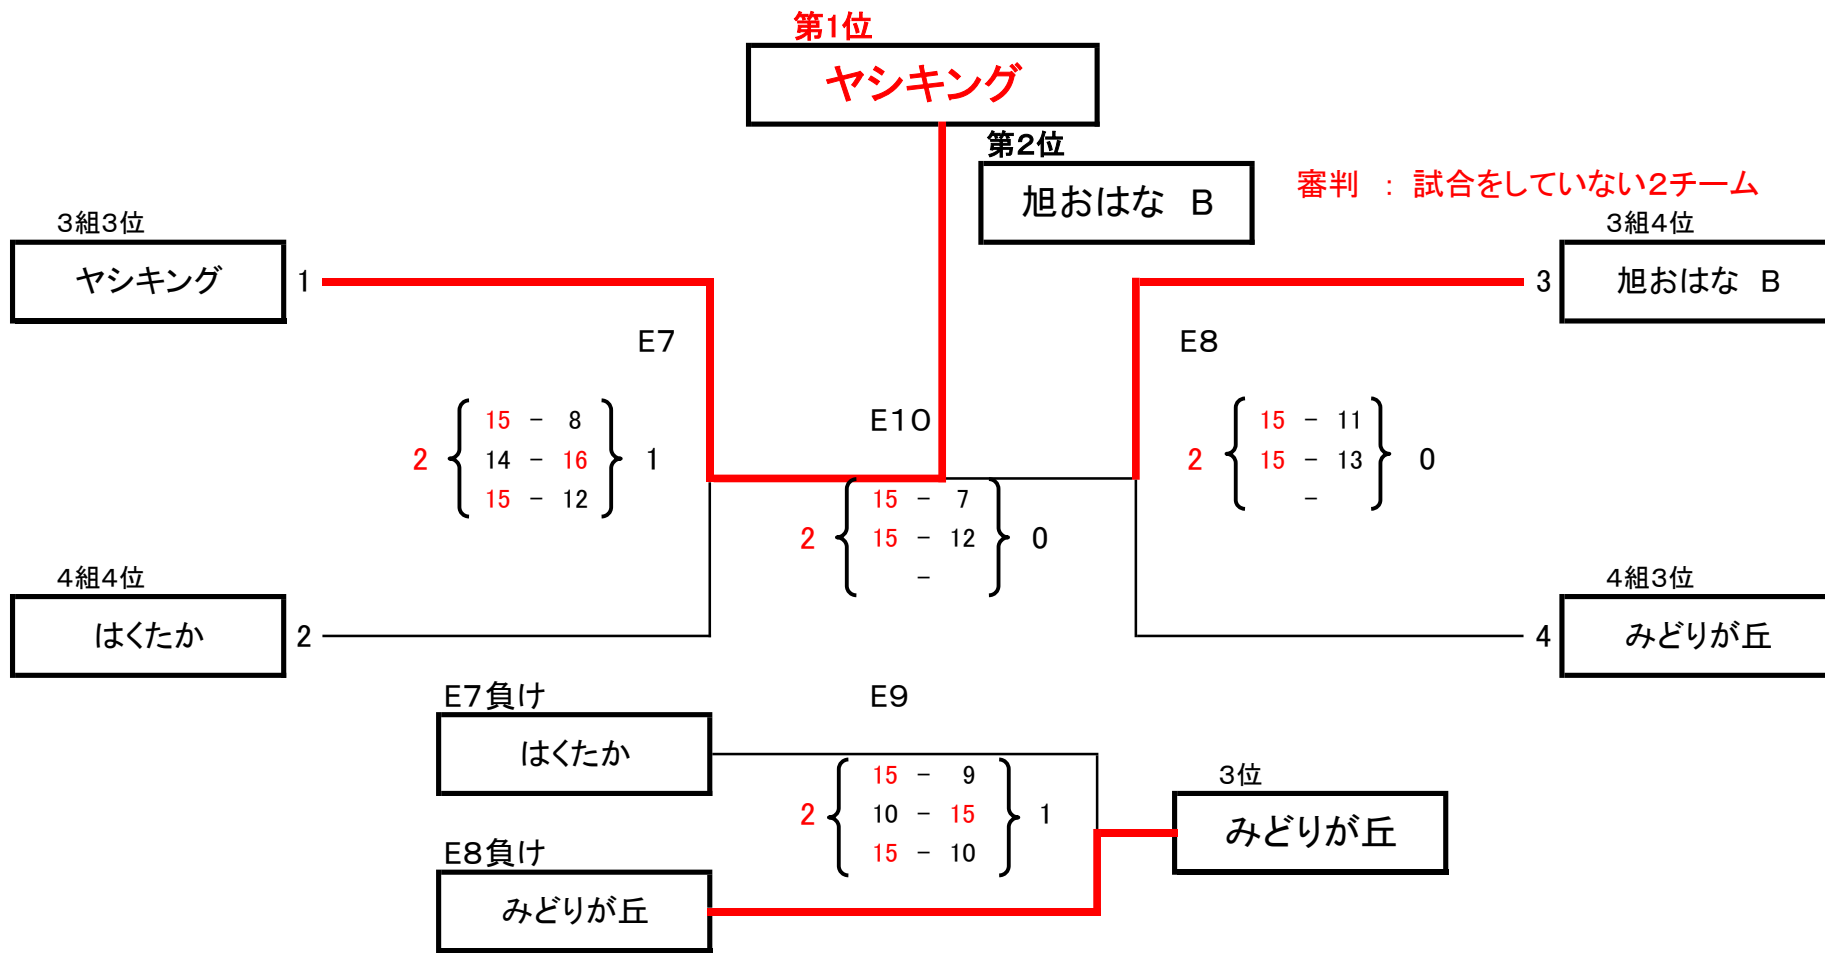 第1位
ヤシキング
第2位
旭おはな B
審判 : 試合をしていない2チーム
3組3位
ヤシキング 1
3組4位
3 旭おはな B
E7
E8
E10
15 - 8
2 14 - 16 1
15 - 12
15 - 11
2 15 - 13 0
-
15 - 7
2 15 - 12 0
-
4組4位
はくたか 2
4組3位
4 みどりが丘
E7負け
はくたか
E9
15 - 9
2 10 - 15 1
15 - 10
3位
みどりが丘
E8負け
みどりが丘